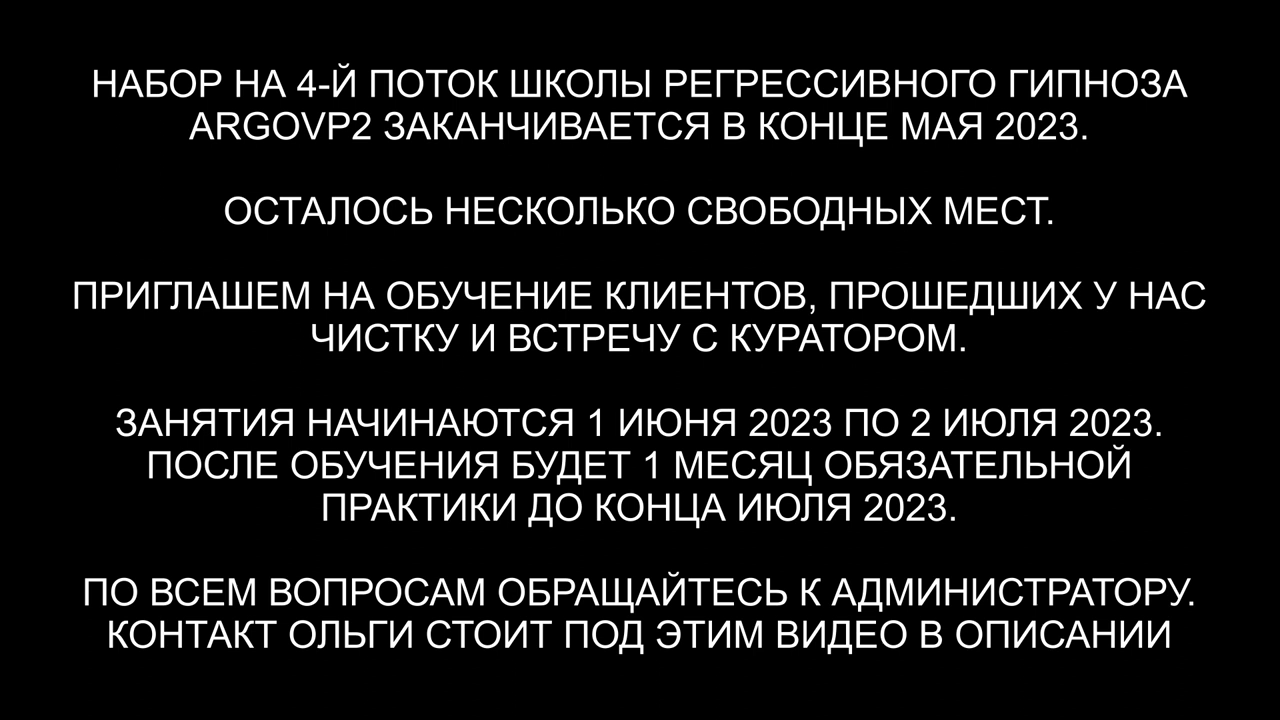 НАБОР НА 4-Й ПОТОК ШКОЛЫ РЕГРЕССИВНОГО ГИПНОЗА
ARGOVP2 ЗАКАНЧИВАЕТСЯ В КОНЦЕ МАЯ 2023.
ОСТАЛОСЬ НЕСКОЛЬКО СВОБОДНЫХ МЕСТ.
ПРИГЛАШЕМ НА ОБУЧЕНИЕ КЛИЕНТОВ, ПРОШЕДШИХ У НАС
ЧИСТКУ И ВСТРЕЧУ С КУРАТОРОМ.
ЗАНЯТИЯ НАЧИНАЮТСЯ 1 ИЮНЯ 2023 ПО 2 ИЮЛЯ 2023.
ПОСЛЕ ОБУЧЕНИЯ БУДЕТ 1 МЕСЯЦ ОБЯЗАТЕЛЬНОЙ
ПРАКТИКИ ДО КОНЦА ИЮЛЯ 2023.
ПО ВСЕМ ВОПРОСАМ ОБРАЩАЙТЕСЬ К АДМИНИСТРАТОРУ.
КОНТАКТ ОЛЬГИ СТОИТ ПОД ЭТИМ ВИДЕО В ОПИСАНИИ